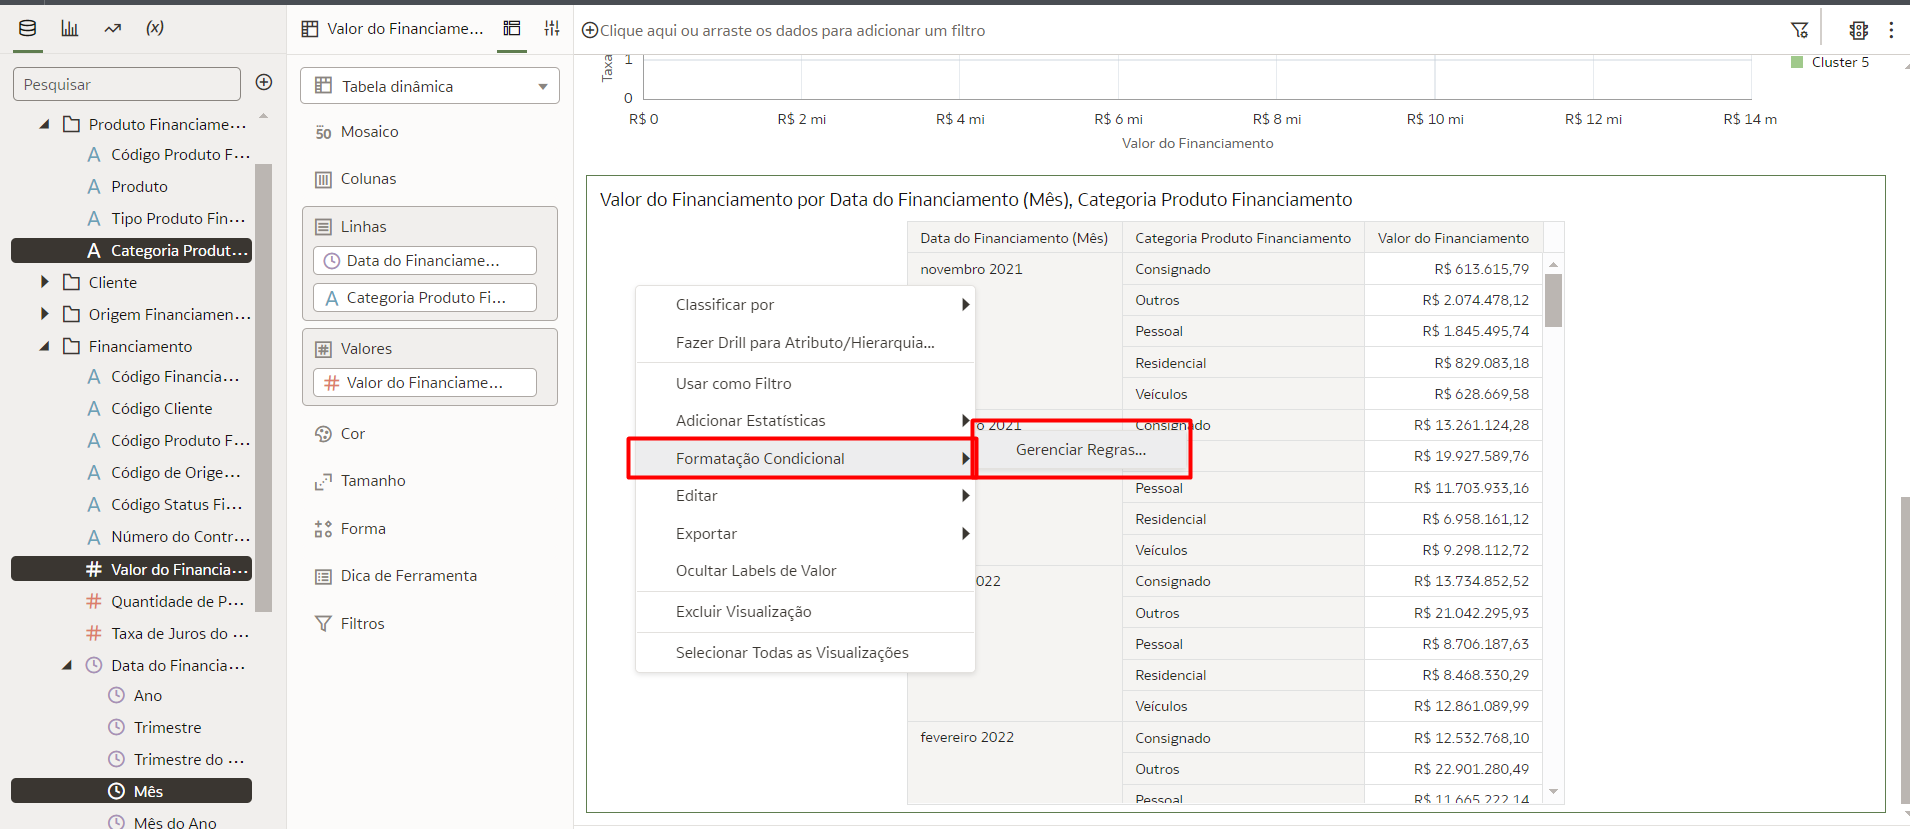 (x)
Pesquisar
Produto Financiame...
Código Produto F...
Produto
Tipo Produto Fin...
Categoria Produt...
Cliente
Origem Financiamen...
Financiamento
Código Financia...
Código Cliente
Código Produto F...
Código de Orige...
Código Status Fi...
Número do Contr...
Valor do Financia...
Quantidade de P...
Taxa de Juros do ...
Data do Financia...
Ano
Trimestre
Trimestre do ...
Mês
Mês do Ano
Valor do Financiame...
Tabela dinâmica
50 Mosaico
Colunas
Linhas
Data do Financiame...
Categoria Produto Fi...
Valores
Valor do Financiame...
Cor
Tamanho
Forma
Dica de Ferramenta
Filtros
Clique aqui ou arraste os dados para adicionar um filtro
Taxa
1
0
R$ 0 R$ 2 mi R$ 4 mi R$ 6 mi R$ 8 mi R$ 10 mi R$ 12 mi R$ 14 m
Valor do Financiamento
Cluster 5
Valor do Financiamento por Data do Financiamento (Mês), Categoria Produto Financiamento
Data do Financiamento (Mês) Categoria Produto Financiamento Valor do Financiamento
novembro 2021 Consignado R$ 613.615,79
Outros R$ 2.074.478,12
Pessoal R$ 1.845.495,74
Residencial R$ 829.083,18
Veículos R$ 628.669,58
o 2021 Consignado R$ 13.261.124,28
R$ 19.927.589,76
Pessoal R$ 11.703.933,16
Residencial R$ 6.958.161,12
Veículos R$ 9.298.112,72
022 Consignado R$ 13.734.852,52
Outros R$ 21.042.295,93
Pessoal R$ 8.706.187,63
Residencial R$ 8.468.330,29
Veículos R$ 12.861.089,99
fevereiro 2022 Consignado R$ 12.532.768,10
Outros R$ 22.901.280,49
Pessoal R$ 11.665.222,14
Classificar por
Fazer Drill para Atributo/Hierarquia...
Usar como Filtro
Adicionar Estatísticas
Formatação Condicional
Gerenciar Regras...
Editar
Exportar
Ocultar Labels de Valor
Excluir Visualização
Selecionar Todas as Visualizações